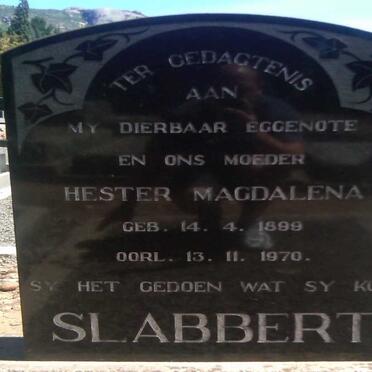 TER GEDAGTENIS
AAN
MY DIERBAAR EGGENOTE
EN ONS MOEDER
HESTER MAGDALENA
GEB. 14. 4. 1899
OORL. 13. 11. 1970.
SY HET GEDOEN WAT SY
SLABBERT